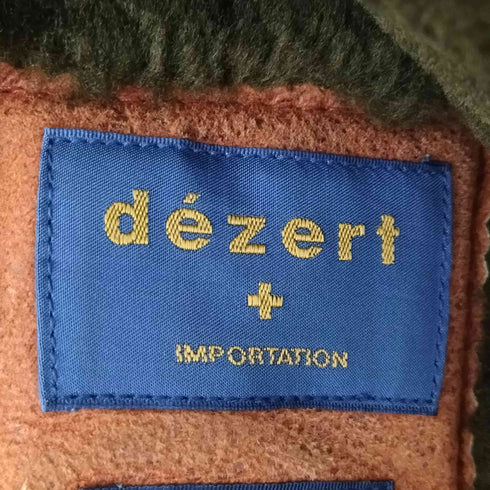 dézert
+
IMPORTATION